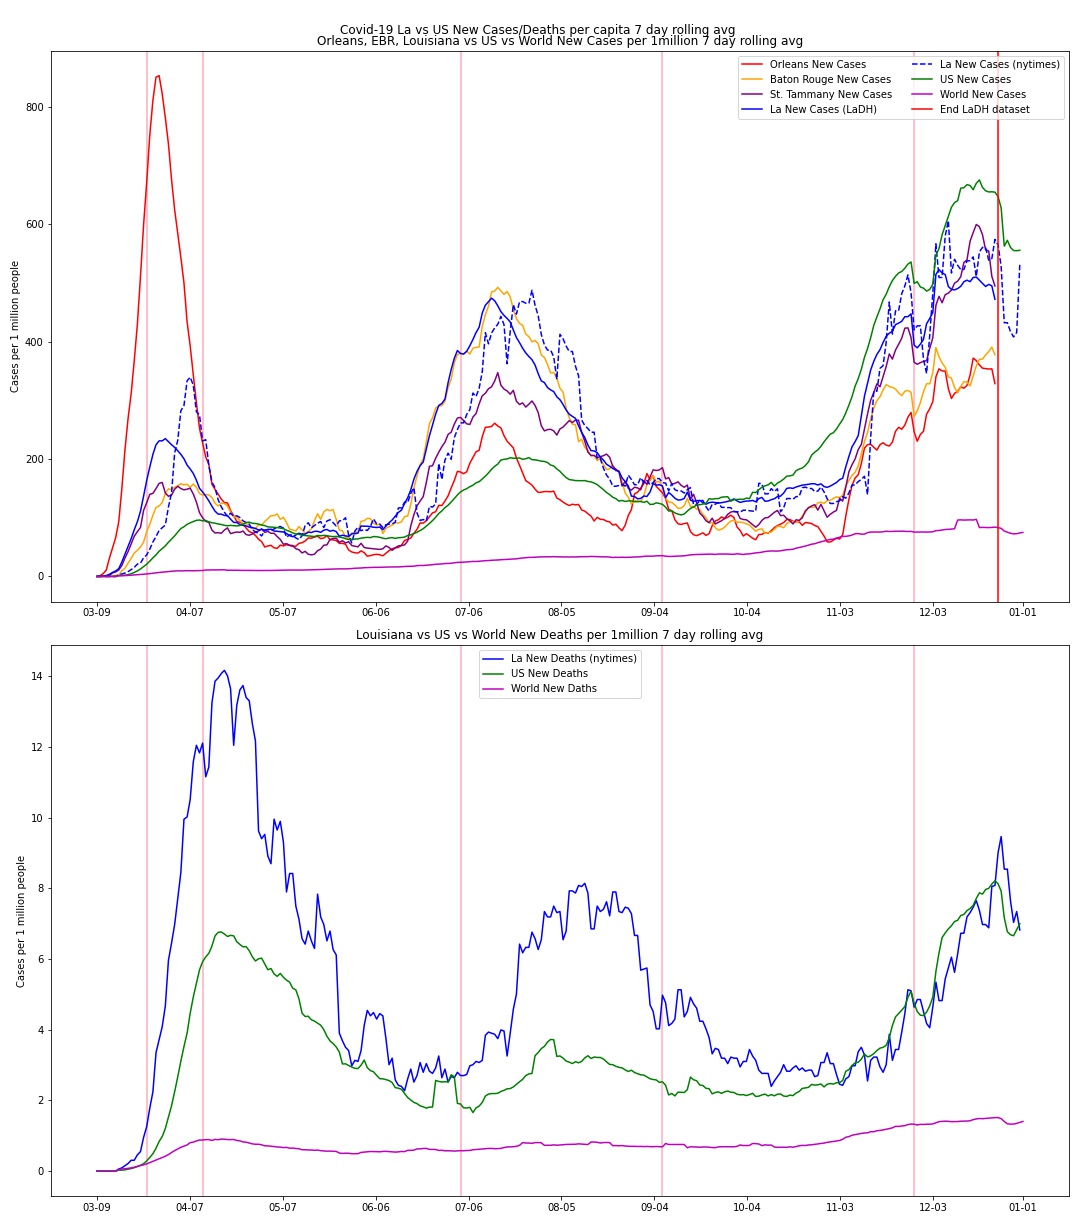 Covid-19 La vs US New Cases/Deaths per capita 7 day rolling avg
Orleans, EBR, Louisiana vs US vs World New Cases per 1million 7 day rolling avg
Orleans New Cases
Baton Rouge New Cases
St. Tammany New Cases
La New Cases (LaDH)
La New Cases (nytimes)
US New Cases
World New Cases
End LaDH dataset
Cases per 1 million people
800
600
400
200
0
03-09 04-07 05-07 06-06 07-06 08-05 09-04 10-04 11-03 12-03 01-01
Louisiana vs US vs World New Deaths per 1million 7 day rolling avg
La New Deaths (nytimes)
US New Deaths
World New Daths
Cases per 1 million people
14
12
10
8
6
4
2
0
03-09 04-07 05-07 06-06 07-06 08-05 09-04 10-04 11-03 12-03 01-01